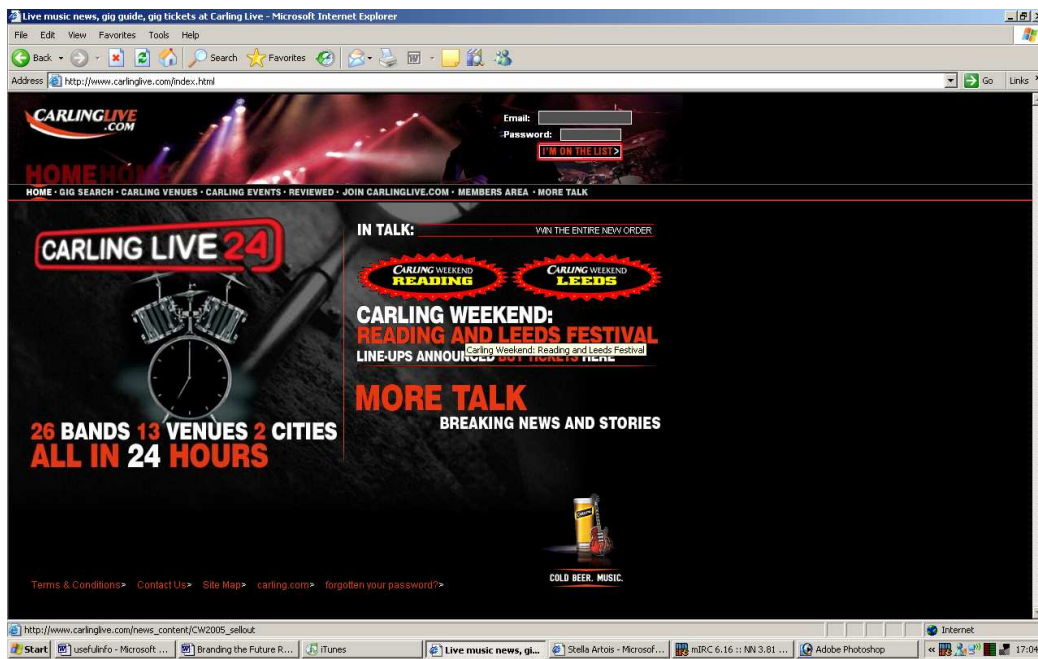 Live music news, gig guide, gig tickets at Carling Live - Microsoft Internet Explorer
File Edit View Favorites Tools Help
Back Search Favorites
Address http://www.carlinglive.com/index.html Go Links
CARLINGLIVE
.COM
Email:
Password:
I'M ON THE LIST>
HOMEHOME
HOME · GIG SEARCH · CARLING VENUES · CARLING EVENTS · REVIEWED · JOIN CARLINGLIVE.COM · MEMBERS AREA · MORE TALK
CARLING LIVE 24
26 BANDS 13 VENUES 2 CITIES
ALL IN 24 HOURS
IN TALK: WIN THE ENTIRE NEW ORDER
CARLING WEEKEND
READING
CARLING WEEKEND
LEEDS
CARLING WEEKEND:
READING AND LEEDS FESTIVAL
Carling Weekend: Reading and Leeds Festival
LINE-UPS ANNOUNCED BUY TICKETS HERE
MORE TALK
BREAKING NEWS AND STORIES
COLD BEER. MUSIC.
Terms & Conditions> Contact Us> Site Map> carling.com> forgotten your password?>
http://www.carlinglive.com/news_content/CW2005_sellout Internet
Start usefulinfo - Microsoft ... Branding the Future R... iTunes Live music news, gi... Stella Artois - Microsof... mIRC 6.16 :: NN 3.81 ... Adobe Photoshop 17:04